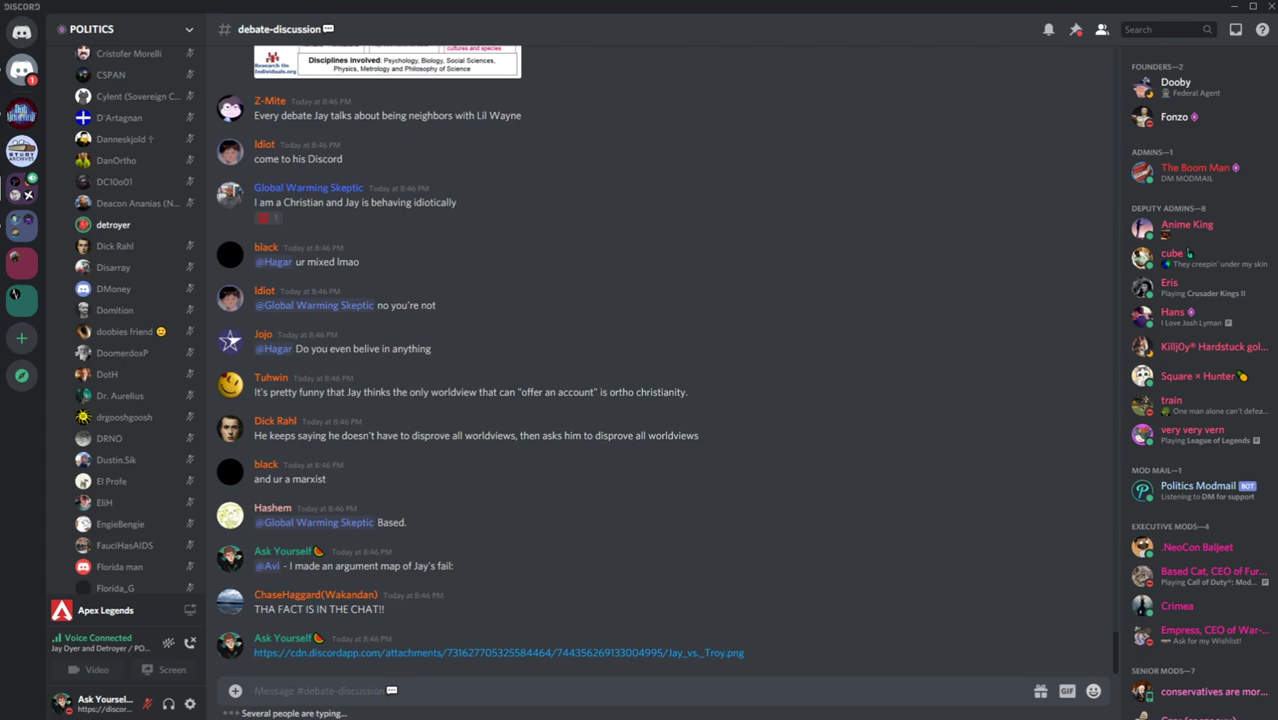 DISCORD
POLITICS
Cristofer Morelli
CSPAN
Cylent (Sovereign C...
D'Artagnan
Danneskjold †
DanOrtho
DC10o01
Deacon Ananias (N...
detroyer
Dick Rahl
Disarray
DMoney
Domition
doobies friend 🙂
DoomerdoxP
DotH
Dr. Aurelius
drgooshgoosh
DRNO
Dustin.Sik
El Profe
EliH
EngieBengie
FauciHasAIDS
Florida man
Florida_G
Apex Legends
Voice Connected
Jay Dyer and Detroyer / PO...
Video
Screen
Ask Yoursel...
https://discor...
# debate-discussion💬
Search
Research On
Individuals.org
cultures and species
Disciplines Involved: Psychology, Biology, Social Sciences,
Physics, Metrology and Philosophy of Science
Z-Mite Today at 8:46 PM
Every debate Jay talks about being neighbors with Lil Wayne
Idiot Today at 8:46 PM
come to his Discord
Global Warming Skeptic Today at 8:46 PM
I am a Christian and Jay is behaving idiotically
1
black Today at 8:46 PM
@Hagar ur mixed lmao
Idiot Today at 8:46 PM
@Global Warming Skeptic no you're not
Jojo Today at 8:46 PM
@Hagar Do you even belive in anything
Tuhwin Today at 8:46 PM
It's pretty funny that Jay thinks the only worldview that can "offer an account" is ortho christianity.
Dick Rahl Today at 8:46 PM
He keeps saying he doesn't have to disprove all worldviews, then asks him to disprove all worldviews
black Today at 8:46 PM
and ur a marxist
Hashem Today at 8:46 PM
@Global Warming Skeptic Based.
Ask Yourself🍉 Today at 8:46 PM
@Avi - I made an argument map of Jay's fail:
ChaseHaggard(Wakandan) Today at 8:46 PM
THA FACT IS IN THE CHAT!!
Ask Yourself🍉 Today at 8:46 PM
https://cdn.discordapp.com/attachments/731627705325584464/744356269133004995/Jay_vs._Troy.png
Message #debate-discussion💬
GIF
Several people are typing...
1
FOUNDERS—2
Dooby
Federal Agent
Fonzo
ADMINS—1
The Boom Man
DM MODMAIL
DEPUTY ADMINS—8
Anime King
cube
They creepin' under my skin
Eris
Playing Crusader Kings II
Hans
I Love Josh Lyman
Killj0y® Hardstuck gol...
Square × Hunter🍍
train
One man alone can't defea...
very very vern
Playing League of Legends
MOD MAIL—1
Politics Modmail BOT
Listening to DM for support
EXECUTIVE MODS—4
.NeoCon Baljeet
Based Cat, CEO of Fur...
Playing Call of Duty®: Mod...
Crimea
Empress, CEO of War-...
Ask for my Wishlist!
SENIOR MODS—7
conservatives are mor...